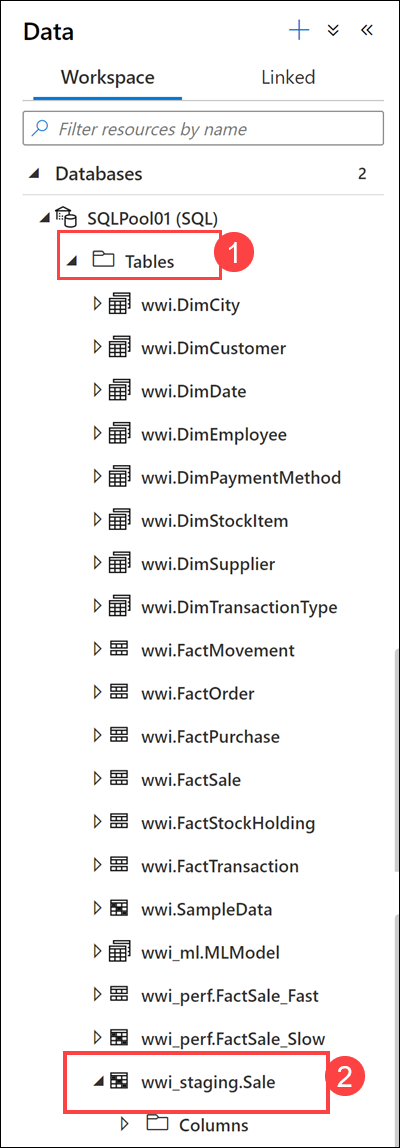 Data
Workspace Linked
Filter resources by name
Databases 2
SQLPool01 (SQL)
Tables 1
wwi.DimCity
wwi.DimCustomer
wwi.DimDate
wwi.DimEmployee
wwi.DimPaymentMethod
wwi.DimStockItem
wwi.DimSupplier
wwi.DimTransactionType
wwi.FactMovement
wwi.FactOrder
wwi.FactPurchase
wwi.FactSale
wwi.FactStockHolding
wwi.FactTransaction
wwi.SampleData
wwi_ml.MLModel
wwi_perf.FactSale_Fast
wwi_perf.FactSale_Slow
wwi_staging.Sale 2
Columns